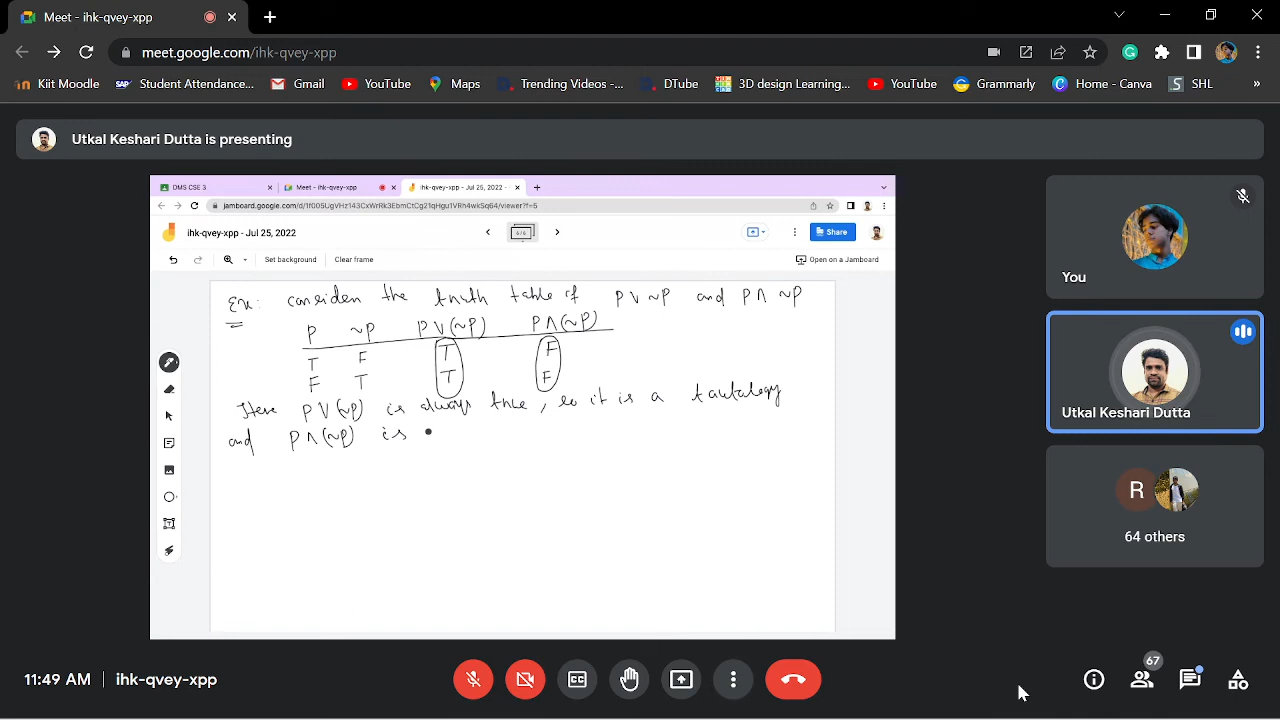 Meet - ihk-qvey-xpp
meet.google.com/ihk-qvey-xpp
Kiit Moodle
Student Attendance...
Gmail
YouTube
Maps
Trending Videos -...
DTube
3D design Learning...
YouTube
Grammarly
Home - Canva
SHL
»
Utkal Keshari Dutta is presenting
DMS CSE 3
Meet - ihk-qvey-xpp
ihk-qvey-xpp - Jul 25, 2022 -
ihk-qvey-xpp - Jul 25, 2022
6 / 6
Share
Set background
Clear frame
Open on a Jamboard
Ex: Consider the truth table of P ∨ ~P and P ∧ ~P
P ~P P ∨ (~P) P ∧ (~P)
T F T F
F T T F
Here P ∨ (~P) is always true, so it is a tautology
and P ∧ (~P) is
You
Utkal Keshari Dutta
R
64 others
11:49 AM | ihk-qvey-xpp
67